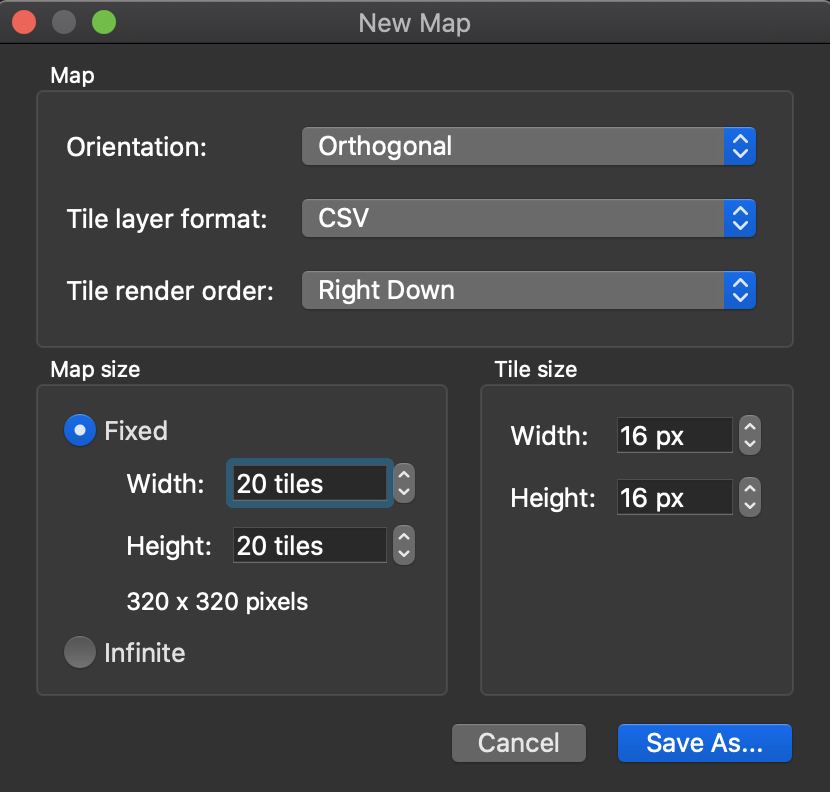 New Map
Map
Orientation: Orthogonal
Tile layer format: CSV
Tile render order: Right Down
Map size
Fixed
Width: 20 tiles
Height: 20 tiles
320 x 320 pixels
Infinite
Tile size
Width: 16 px
Height: 16 px
Cancel Save As...